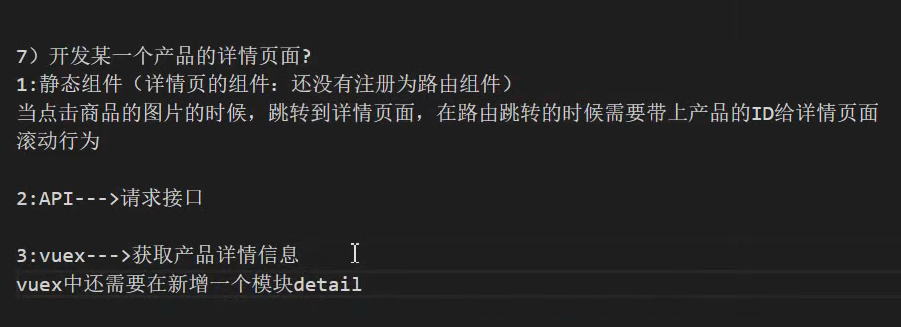 7）开发某一个产品的详情页面?
1:静态组件（详情页的组件：还没有注册为路由组件）
当点击商品的图片的时候，跳转到详情页面，在路由跳转的时候需要带上产品的ID给详情页面
滚动行为
2:API--->请求接口
3:vuex--->获取产品详情信息
vuex中还需要在新增一个模块detail